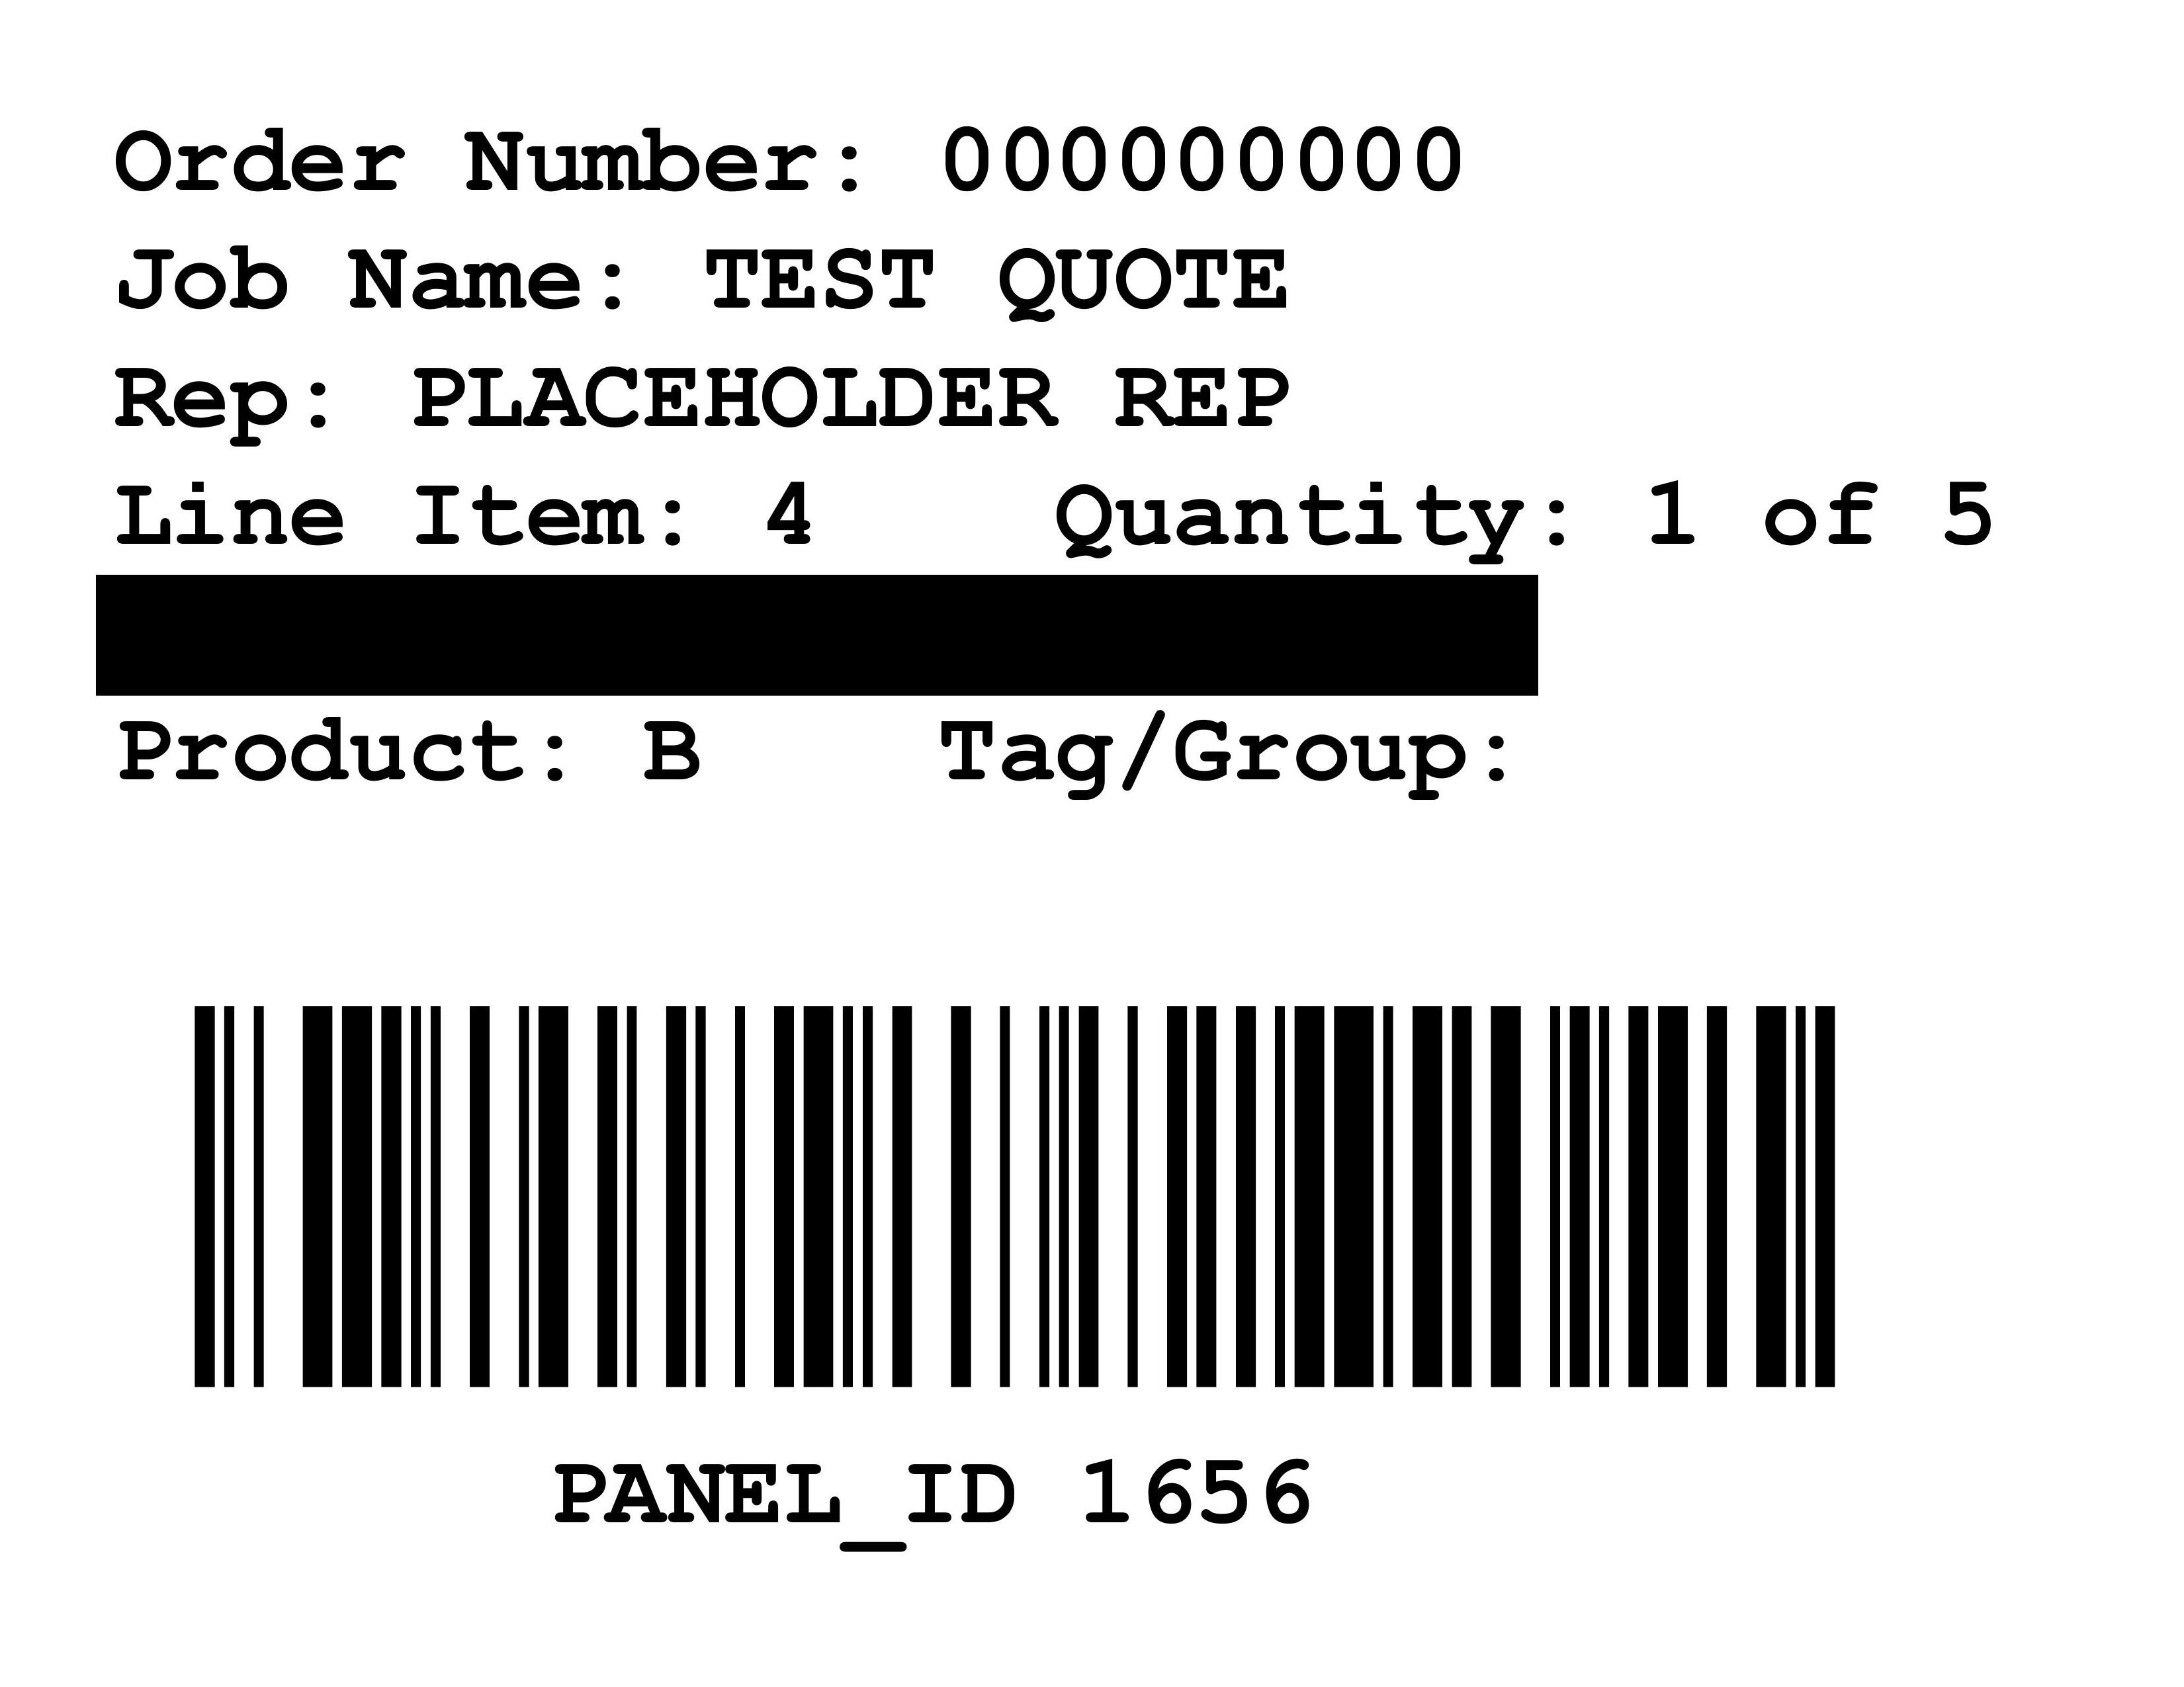 Order Number: 000000000
Job Name: TEST QUOTE
Rep: PLACEHOLDER REP
Line Item: 4    Quantity: 1 of 5
Product: B    Tag/Group:
PANEL_ID 1656